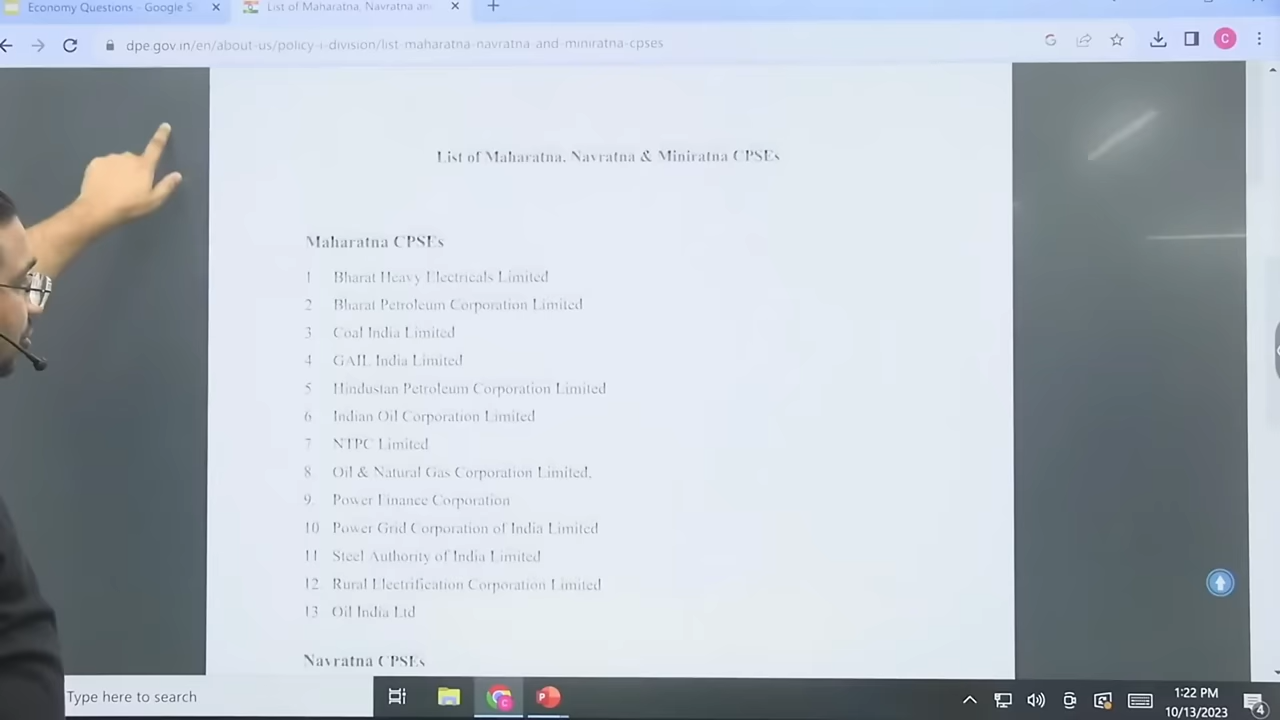 Economy Questions - Google S
List of Maharatna, Navratna and
dpe.gov.in/en/about-us/policy-i-division/list-maharatna-navratna-and-miniratna-cpses
C
List of Maharatna, Navratna & Miniratna CPSEs
Maharatna CPSEs
1 Bharat Heavy Electricals Limited
2 Bharat Petroleum Corporation Limited
3 Coal India Limited
4 GAIL India Limited
5 Hindustan Petroleum Corporation Limited
6 Indian Oil Corporation Limited
7 NTPC Limited
8 Oil & Natural Gas Corporation Limited.
9. Power Finance Corporation
10 Power Grid Corporation of India Limited
11 Steel Authority of India Limited
12. Rural Electrification Corporation Limited
13 Oil India Ltd
Navratna CPSEs
Type here to search
1:22 PM
10/13/2023
4